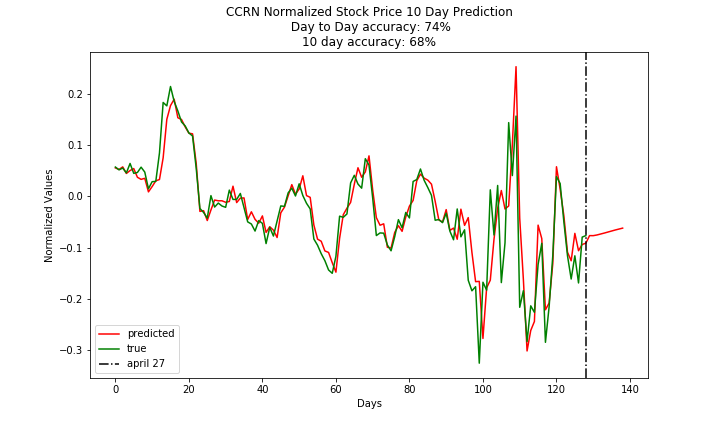 CCRN Normalized Stock Price 10 Day Prediction
Day to Day accuracy: 74%
10 day accuracy: 68%
Normalized Values
0.2
0.1
0.0
−0.1
−0.2
−0.3
predicted
true
april 27
0 20 40 60 80 100 120 140
Days